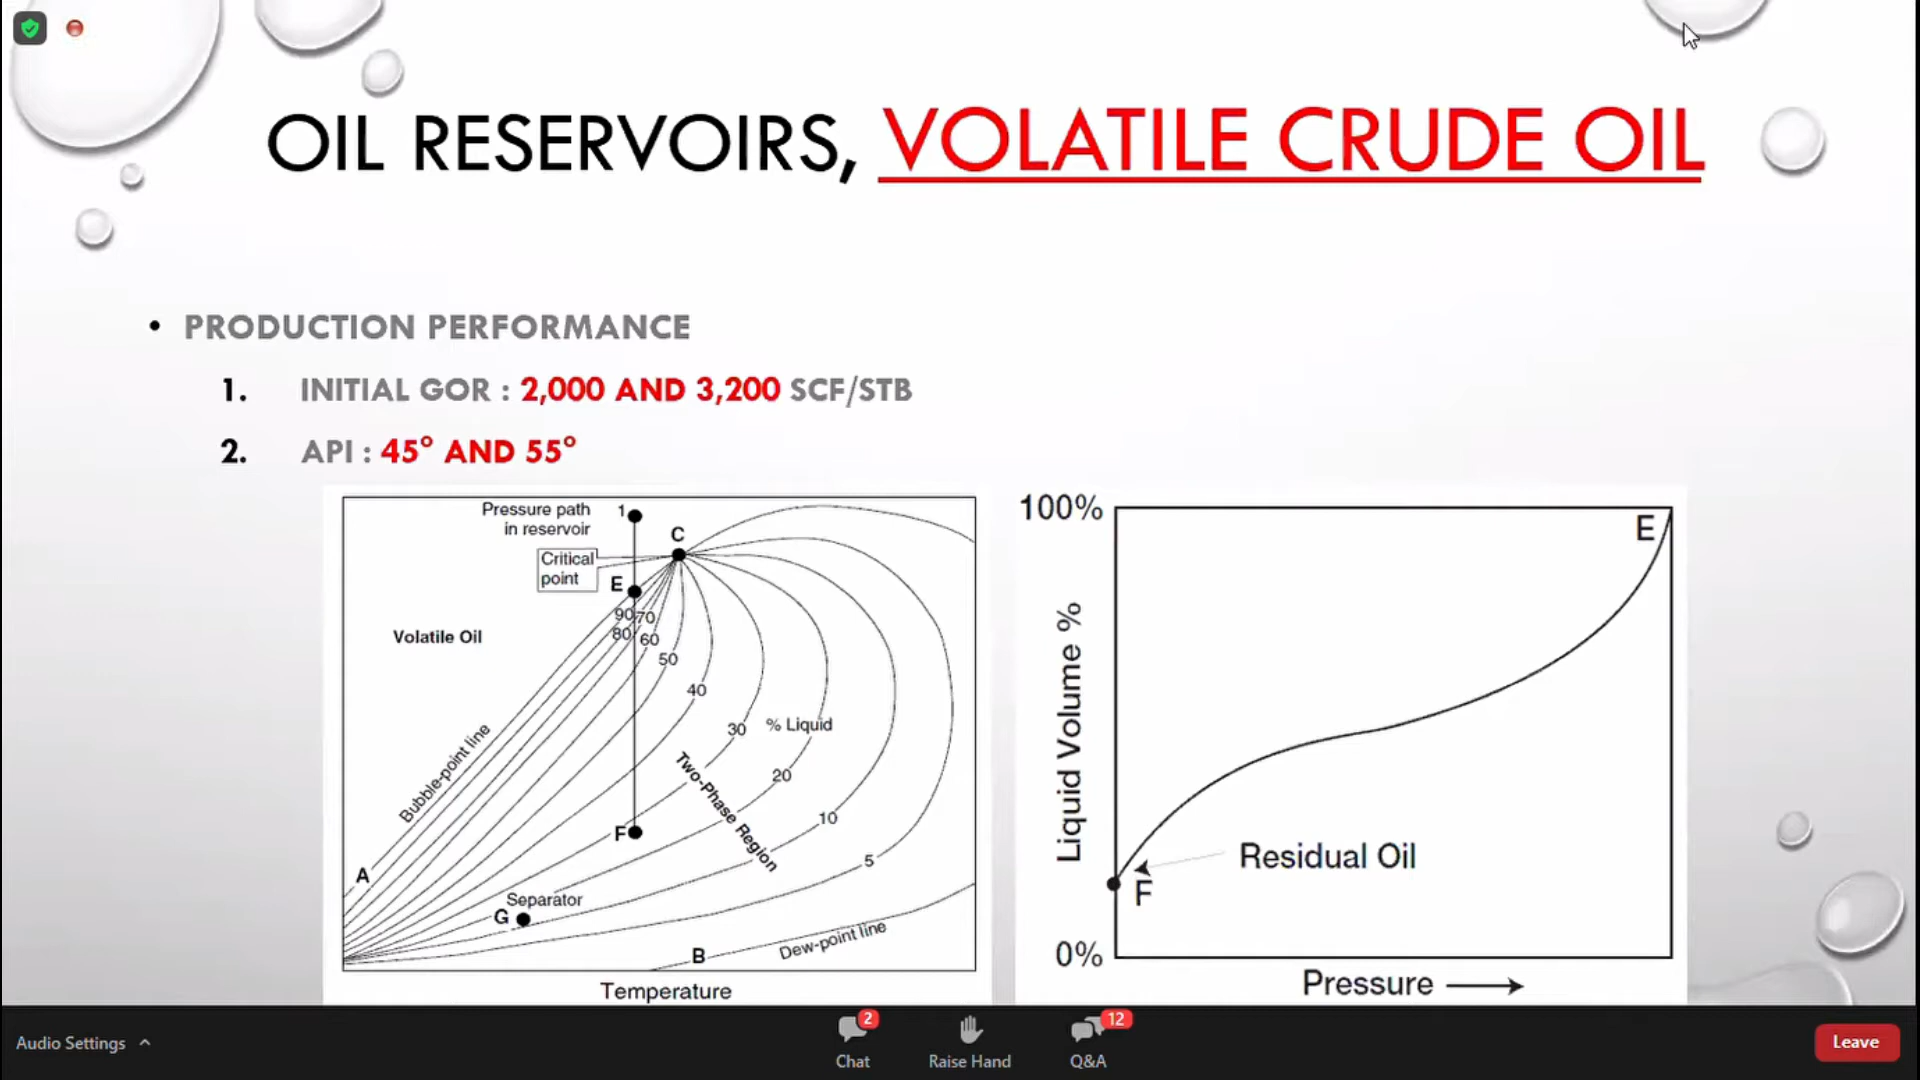 OIL RESERVOIRS, VOLATILE CRUDE OIL
• PRODUCTION PERFORMANCE
1. INITIAL GOR : 2,000 AND 3,200 SCF/STB
2. API : 45° AND 55°
Pressure path
in reservoir
1
C
Critical
point
E
90 70
80 60
Volatile Oil
50
40
30
% Liquid
20
10
5
Bubble-point line
Two-Phase Region
F
A
Separator
G
B
Dew-point line
Temperature
100%
E
Liquid Volume %
Residual Oil
F
0%
Pressure
Audio Settings
2
Chat
Raise Hand
12
Q&A
Leave